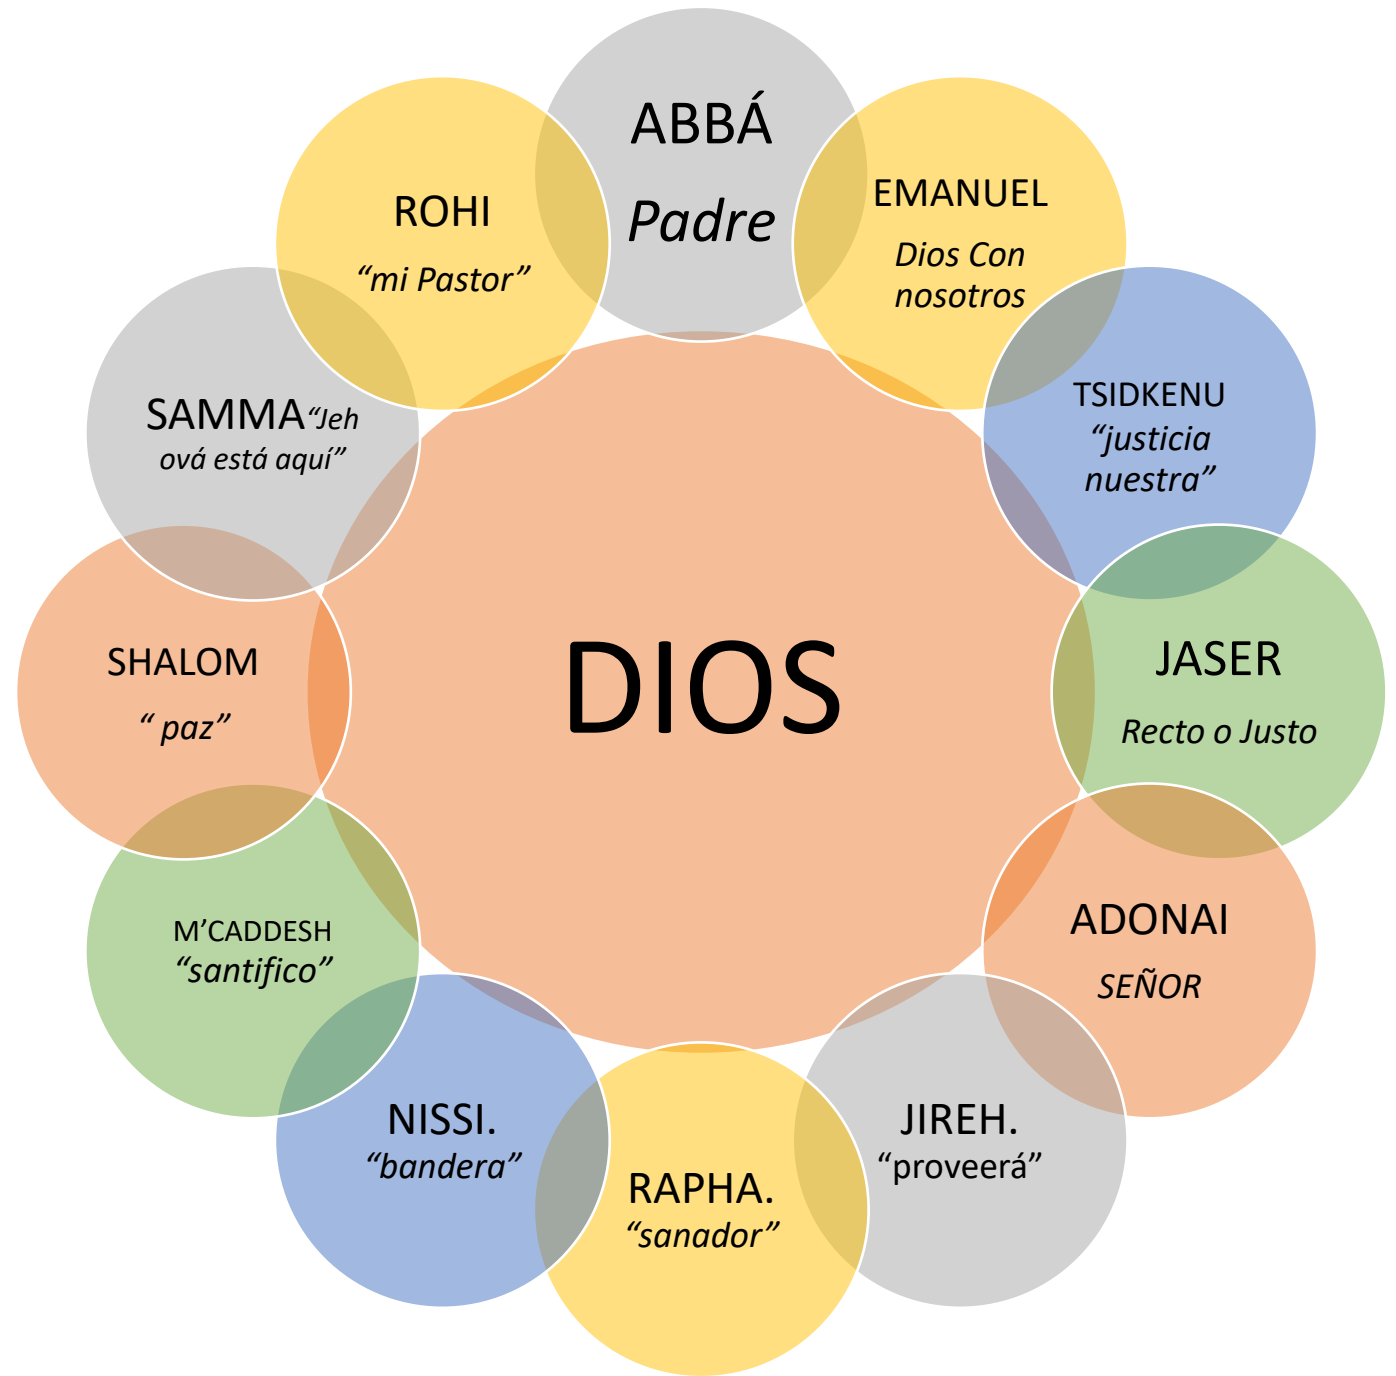 ABBÁ
Padre
EMANUEL
Dios Con
nosotros
TSIDKENU
“justicia
nuestra”
JASER
Recto o Justo
ADONAI
SEÑOR
JIREH.
“proveerá”
RAPHA.
“sanador”
NISSI.
“bandera”
M’CADDESH
“santifico”
SHALOM
“ paz”
SAMMA“Jeh
ová está aquí”
ROHI
“mi Pastor”
DIOS